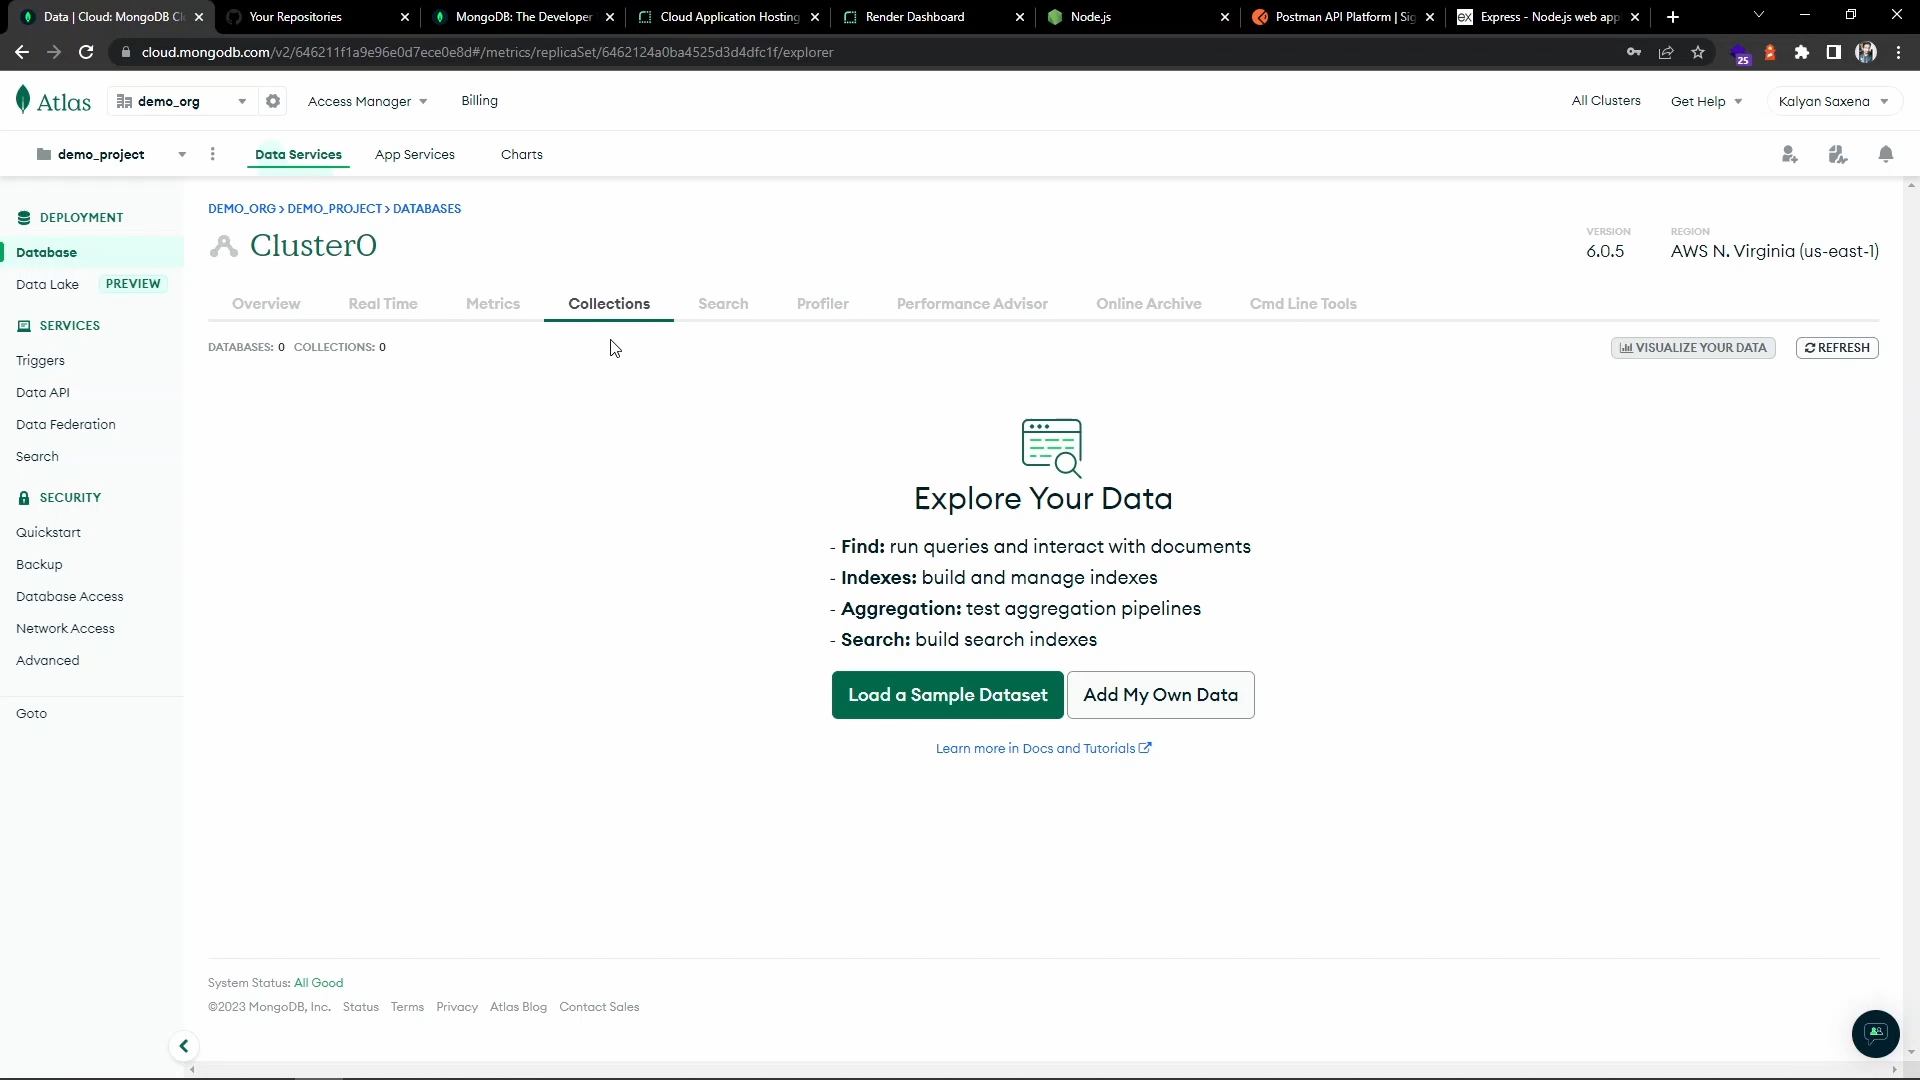 Data | Cloud: MongoDB Cl
Your Repositories
MongoDB: The Developer
Cloud Application Hosting
Render Dashboard
Node.js
Postman API Platform | Sig
ex Express - Node.js web app
cloud.mongodb.com/v2/646211f1a9e96e0d7ece0e8d#/metrics/replicaSet/6462124a0ba4525d3d4dfc1f/explorer
25
Atlas
demo_org
Access Manager
Billing
All Clusters
Get Help
Kalyan Saxena
demo_project
Data Services
App Services
Charts
DEPLOYMENT
Database
Data Lake PREVIEW
SERVICES
Triggers
Data API
Data Federation
Search
SECURITY
Quickstart
Backup
Database Access
Network Access
Advanced
Goto
DEMO_ORG > DEMO_PROJECT > DATABASES
Cluster0
VERSION
6.0.5
REGION
AWS N. Virginia (us-east-1)
Overview
Real Time
Metrics
Collections
Search
Profiler
Performance Advisor
Online Archive
Cmd Line Tools
DATABASES: 0 COLLECTIONS: 0
VISUALIZE YOUR DATA
REFRESH
Explore Your Data
- Find: run queries and interact with documents
- Indexes: build and manage indexes
- Aggregation: test aggregation pipelines
- Search: build search indexes
Load a Sample Dataset
Add My Own Data
Learn more in Docs and Tutorials
System Status: All Good
©2023 MongoDB, Inc. Status Terms Privacy Atlas Blog Contact Sales